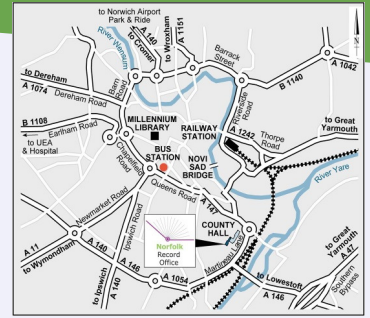 to Norwich Airport
Park & Ride
River Wensum
A 140
to Cromer
to Wroxham
A 1151
N
Barrack
Street
A 1042
B 1140
to Dereham
A 1074
Dereham Road
Barn
Road
Riverside
Road
B 1108
Earlham Road
to UEA
& Hospital
MILLENNIUM
LIBRARY
RAILWAY
STATION
A 1242
Thorpe
Road
to Great
Yarmouth
BUS
STATION
Chapelfield
Road
NOVI
SAD
BRIDGE
River Yare
Queens Road
A 147
Newmarket Road
Ipswich Road
COUNTY
HALL
Norfolk
Record
Office
Martineau Lane
A 11
to Wymondham
A 140
A 146
A 1054
to Ipswich
A 140
to Lowestoft
A 146
to Great
Yarmouth
A 47
Southern
Bypass